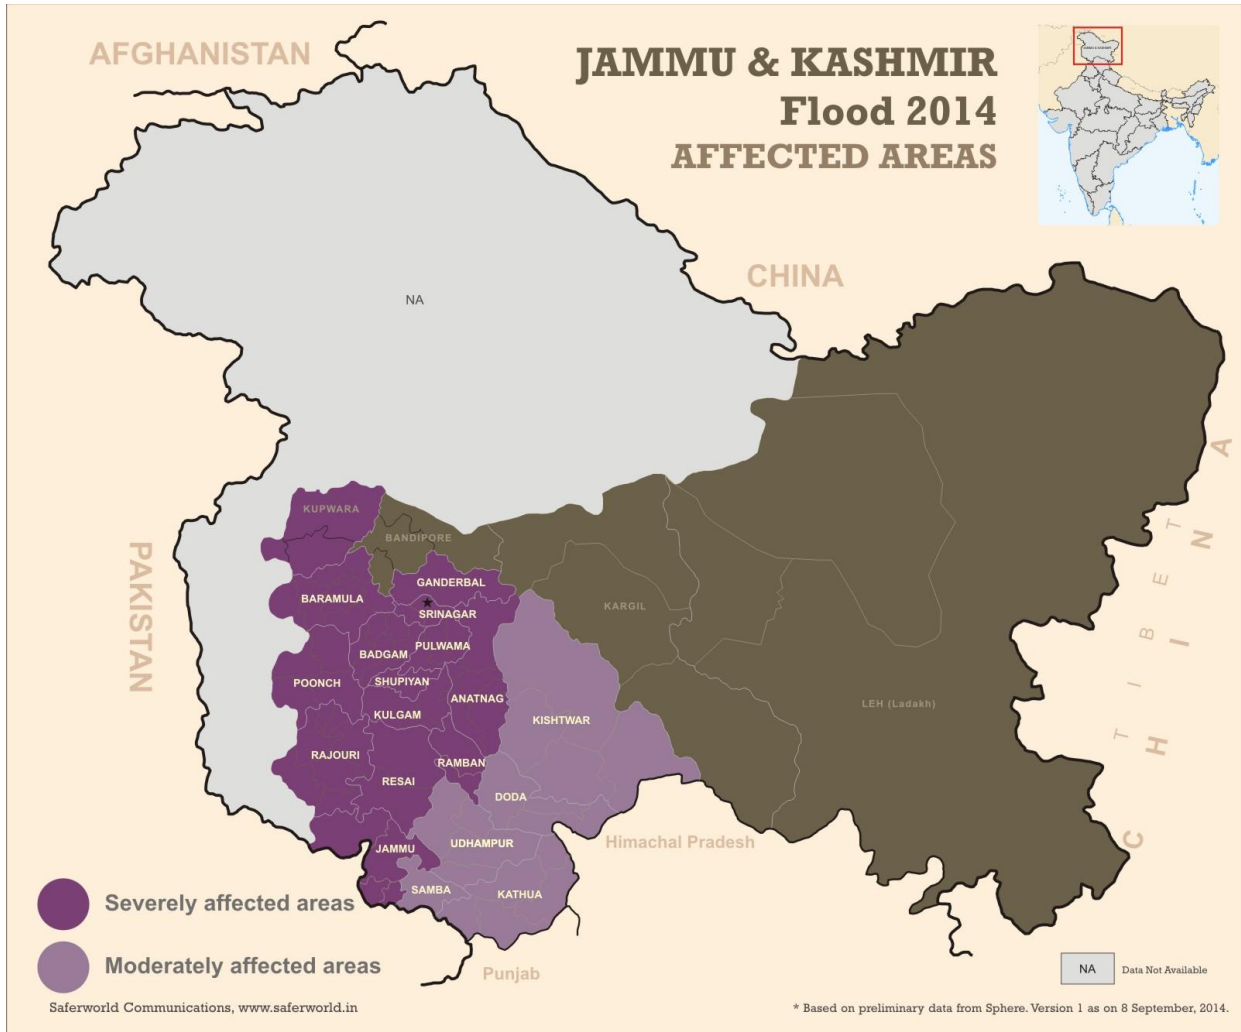 AFGHANISTAN
JAMMU & KASHMIR
Flood 2014
AFFECTED AREAS
CHINA
NA
PAKISTAN
TIBET
CHINA
KUPWARA
BANDIPORE
GANDERBAL
BARAMULA
SRINAGAR
KARGIL
BADGAM
PULWAMA
POONCH
SHUPIYAN
ANATNAG
LEH (Ladakh)
KULGAM
KISHTWAR
RAJOURI
RAMBAN
RESAI
DODA
Himachal Pradesh
JAMMU
UDHAMPUR
SAMBA
KATHUA
Severely affected areas
Moderately affected areas
Punjab
NA
Data Not Available
Saferworld Communications, www.saferworld.in
* Based on preliminary data from Sphere. Version 1 as on 8 September, 2014.